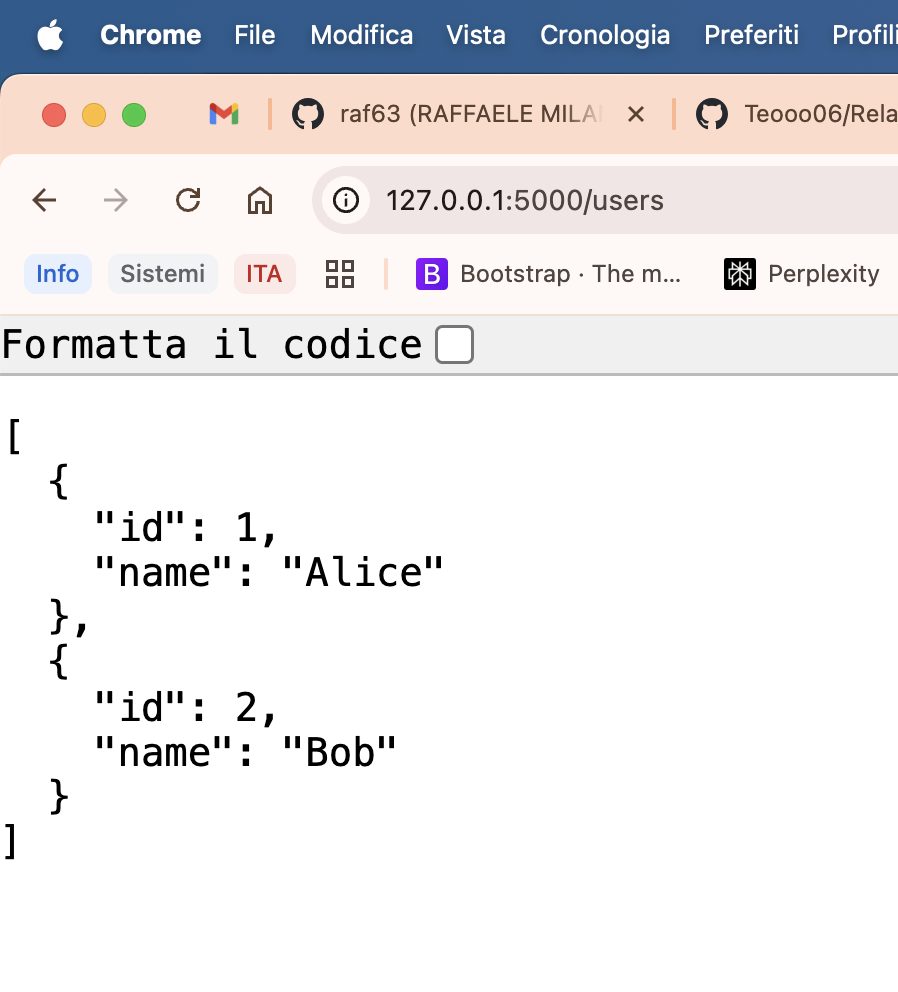 Chrome File Modifica Vista Cronologia Preferiti Profili
raf63 (RAFFAELE MILA Teooo06/Rela
127.0.0.1:5000/users
Info Sistemi ITA B Bootstrap · The m... Perplexity
Formatta il codice
[
  {
    "id": 1,
    "name": "Alice"
  },
  {
    "id": 2,
    "name": "Bob"
  }
]